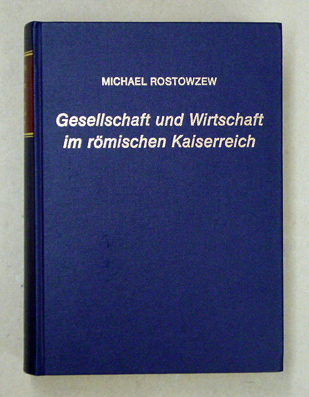 MICHAEL ROSTOWZEW
Gesellschaft und Wirtschaft
im römischen Kaiserreich